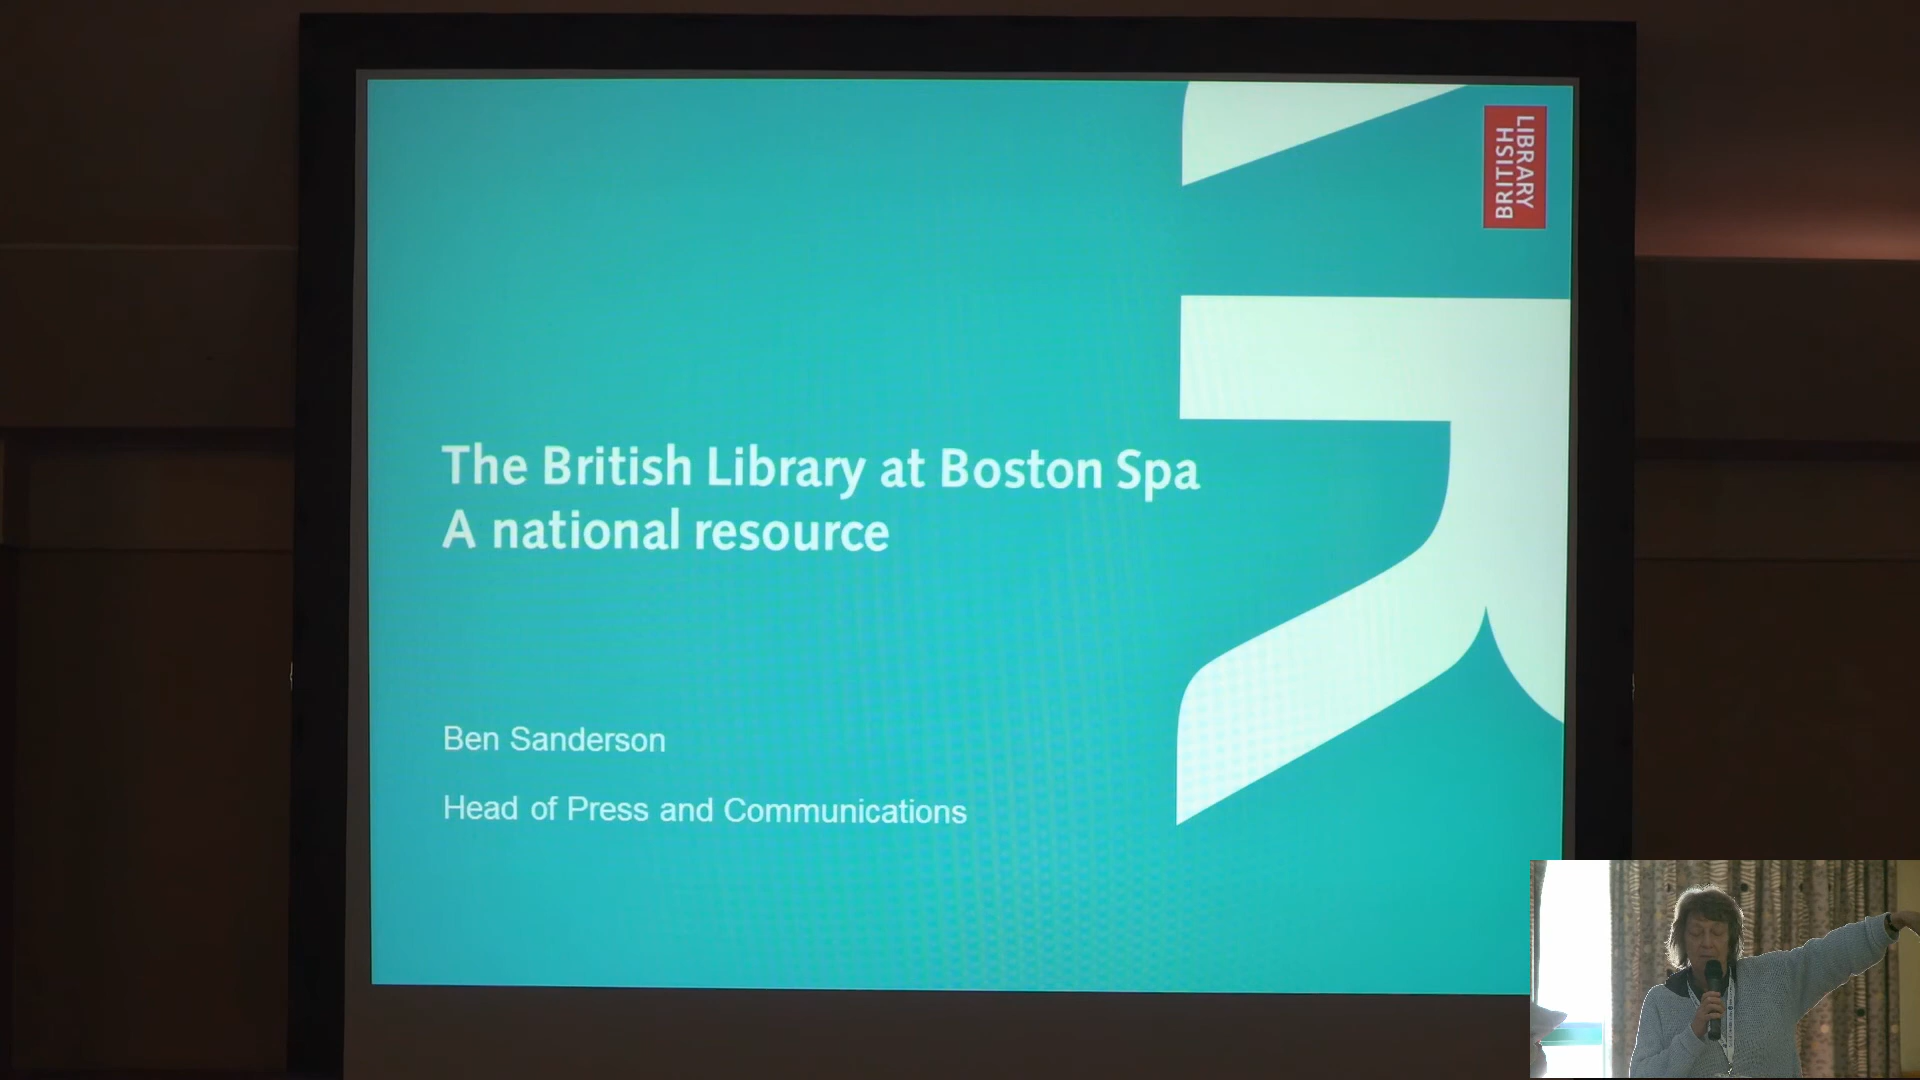 BRITISH
LIBRARY
The British Library at Boston Spa
A national resource
Ben Sanderson
Head of Press and Communications